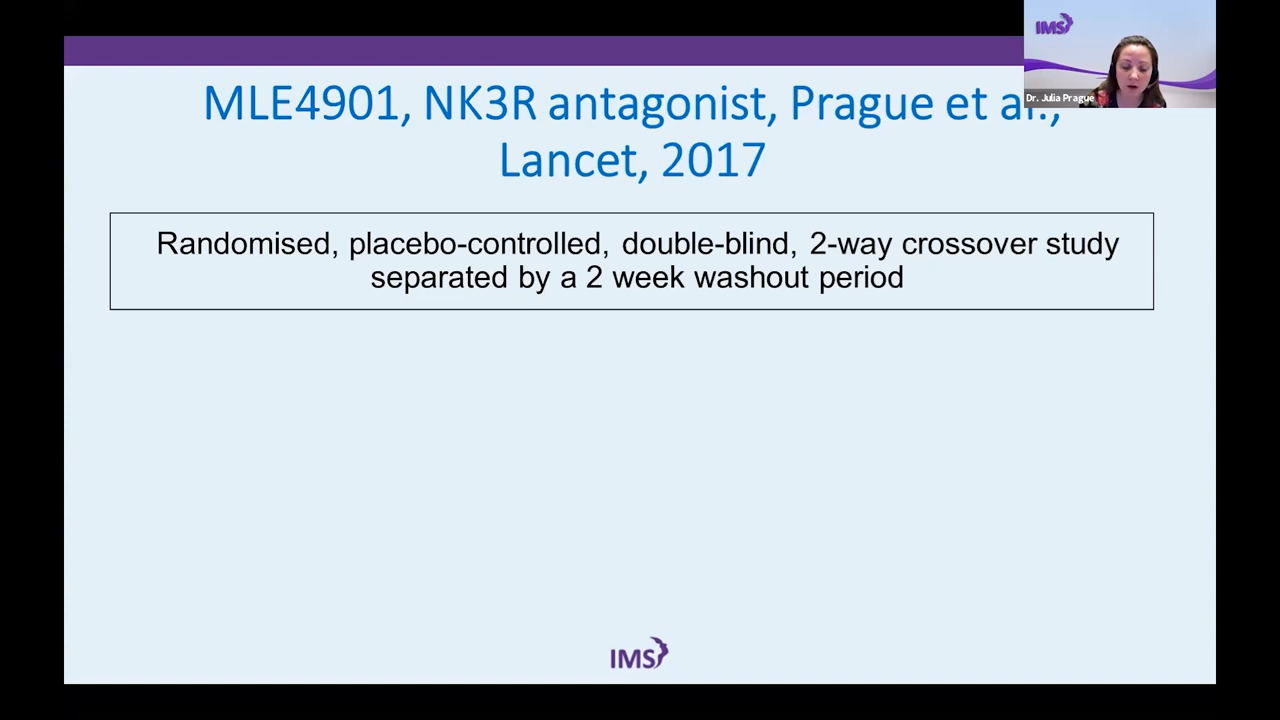 IMS
Dr. Julia Prague
MLE4901, NK3R antagonist, Prague et al.,
Lancet, 2017
Randomised, placebo-controlled, double-blind, 2-way crossover study
separated by a 2 week washout period
IMS